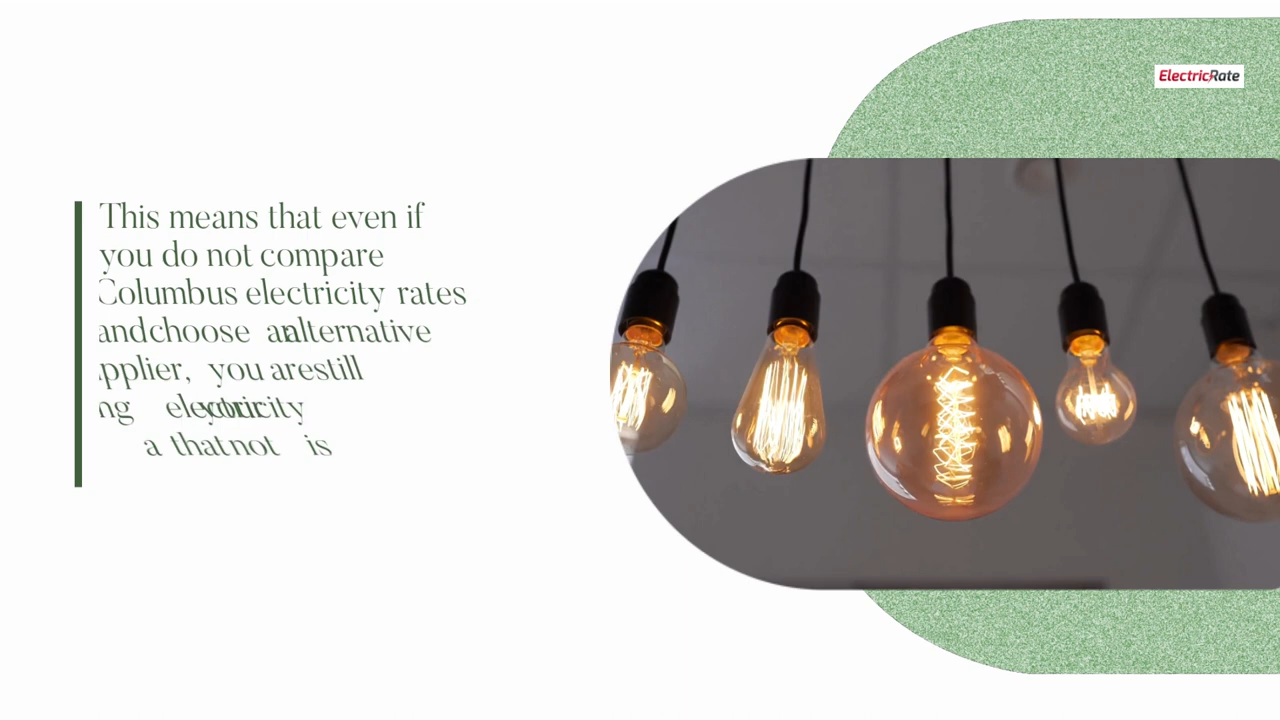 ElectricRate
This means that even if
you do not compare
Columbus electricity rates
and choose an alternative
pplier, you are still
ng electricity your
a that not is